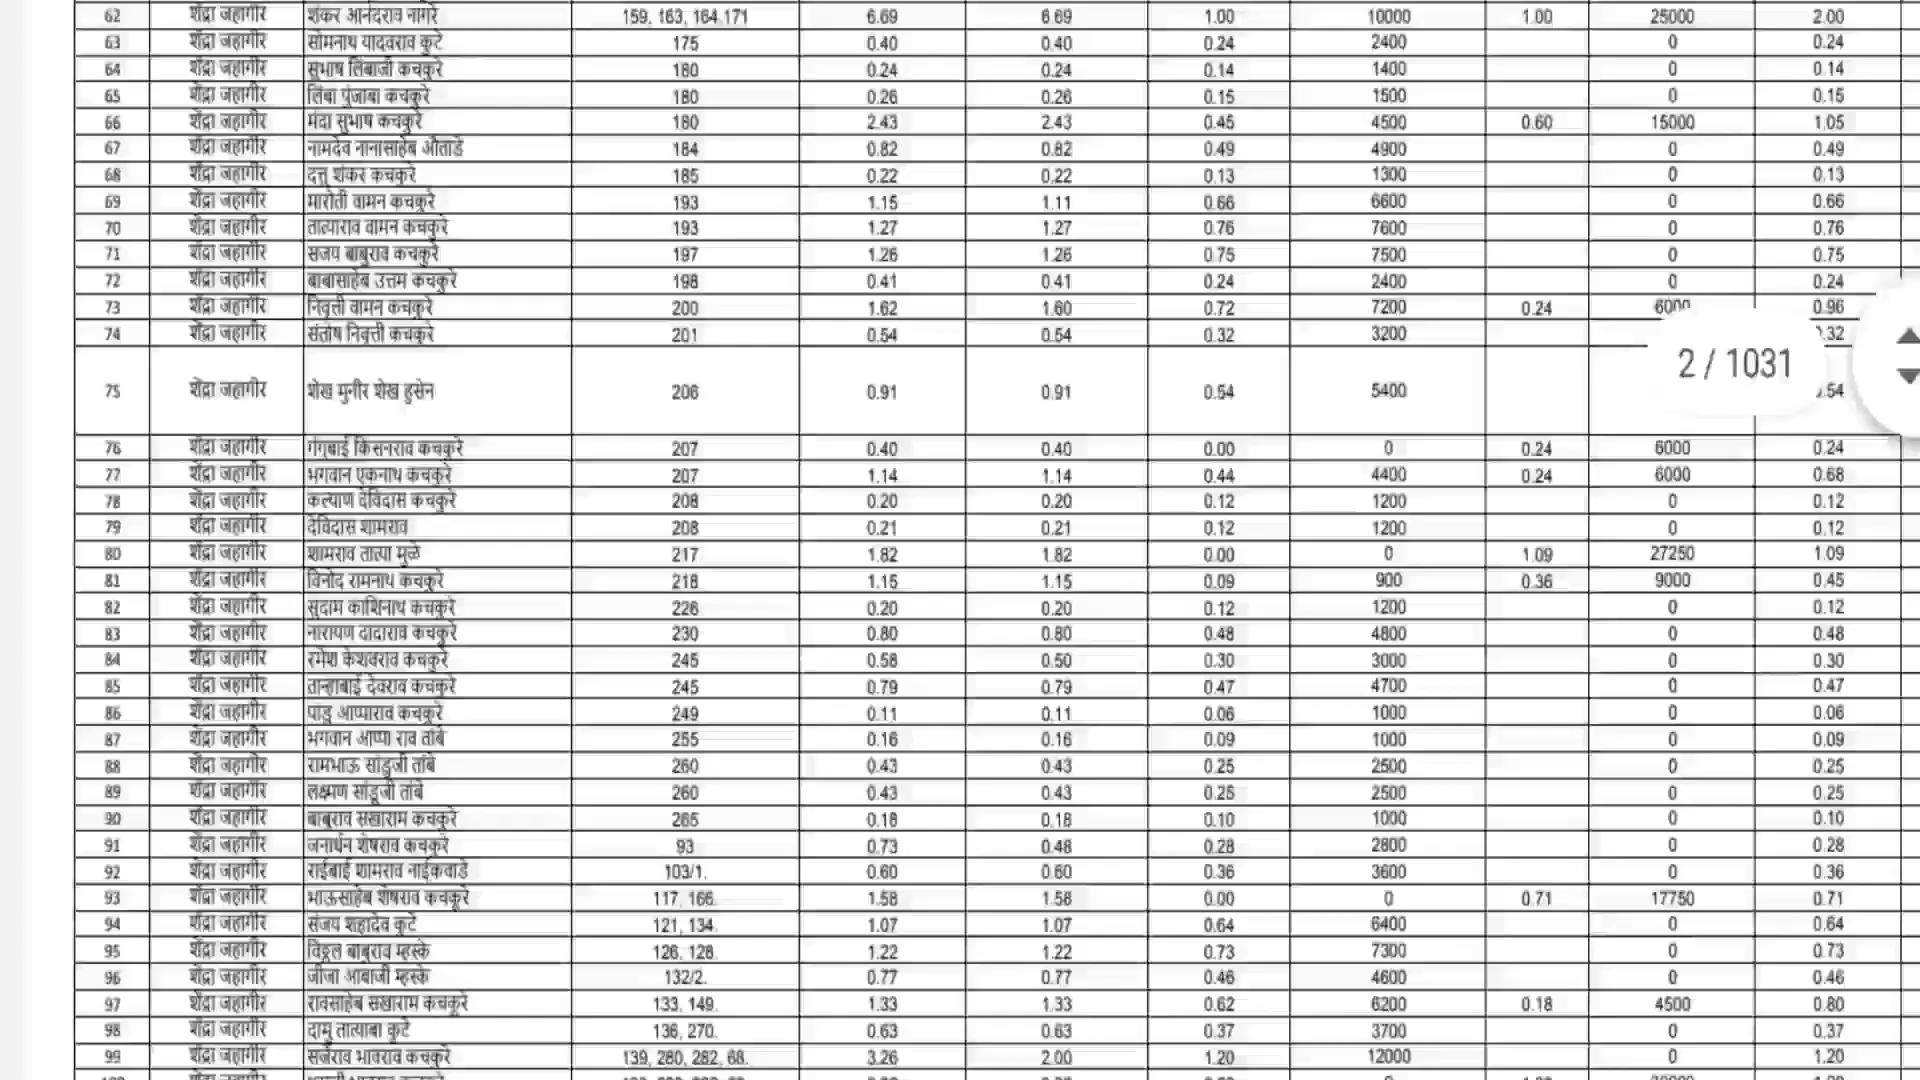 62 शेंद्रा जहागीर शंकर आनंदराव नागरे 159, 163, 164,171 6.69 6.69 1.00 10000 1.00 25000 2.00
63 शेंद्रा जहागीर सोमनाथ यादवराव कुटे 175 0.40 0.40 0.24 2400 0 0.24
64 शेंद्रा जहागीर सुभाष लिंबाजी कचकुरे 180 0.24 0.24 0.14 1400 0 0.14
65 शेंद्रा जहागीर लिंबा पुंजाबा कचकुरे 180 0.26 0.26 0.15 1500 0 0.15
66 शेंद्रा जहागीर मंदा सुभाष कचकुरे 180 2.43 2.43 0.45 4500 0.60 15000 1.05
67 शेंद्रा जहागीर नामदेव नानासाहेब औताडे 184 0.82 0.82 0.49 4900 0 0.49
68 शेंद्रा जहागीर दत्तु शंकर कचकुरे 185 0.22 0.22 0.13 1300 0 0.13
69 शेंद्रा जहागीर मारोती वामन कचकुरे 193 1.15 1.11 0.66 6600 0 0.66
70 शेंद्रा जहागीर तात्याराव वामन कचकुरे 193 1.27 1.27 0.76 7600 0 0.76
71 शेंद्रा जहागीर संजय बाबुराव कचकुरे 197 1.26 1.26 0.75 7500 0 0.75
72 शेंद्रा जहागीर बाबासाहेब उत्तम कचकुरे 198 0.41 0.41 0.24 2400 0 0.24
73 शेंद्रा जहागीर निवृत्ती वामन कचकुरे 200 1.62 1.60 0.72 7200 0.24 6000 0.96
74 शेंद्रा जहागीर संतोष निवृत्ती कचकुरे 201 0.54 0.54 0.32 3200
2 / 1031
75 शेंद्रा जहागीर शेख मुनीर शेख हुसेन 206 0.91 0.91 0.54 5400
76 शेंद्रा जहागीर गंगुबाई किसनराव कचकुरे 207 0.40 0.40 0.00 0 0.24 6000 0.24
77 शेंद्रा जहागीर भगवान एकनाथ कचकुरे 207 1.14 1.14 0.44 4400 0.24 6000 0.68
78 शेंद्रा जहागीर कल्याण देविदास कचकुरे 208 0.20 0.20 0.12 1200 0 0.12
79 शेंद्रा जहागीर देविदास शामराव 208 0.21 0.21 0.12 1200 0 0.12
80 शेंद्रा जहागीर शामराव तात्या मुळे 217 1.82 1.82 0.00 0 1.09 27250 1.09
81 शेंद्रा जहागीर विनोद रामनाथ कचकुरे 218 1.15 1.15 0.09 900 0.36 9000 0.45
82 शेंद्रा जहागीर सुदाम काशिनाथ कचकुरे 226 0.20 0.20 0.12 1200 0 0.12
83 शेंद्रा जहागीर नारायण दादाराव कचकुरे 230 0.80 0.80 0.48 4800 0 0.48
84 शेंद्रा जहागीर रमेश केशवराव कचकुरे 245 0.58 0.50 0.30 3000 0 0.30
85 शेंद्रा जहागीर तान्हाबाई देवराव कचकुरे 245 0.79 0.79 0.47 4700 0 0.47
86 शेंद्रा जहागीर पाडु आप्पाराव कचकुरे 249 0.11 0.11 0.06 1000 0 0.06
87 शेंद्रा जहागीर भगवान आप्पा राव तांबे 255 0.16 0.16 0.09 1000 0 0.09
88 शेंद्रा जहागीर रामभाऊ सांडुजी तांबे 260 0.43 0.43 0.25 2500 0 0.25
89 शेंद्रा जहागीर लक्ष्मण सांडूजी तांबे 260 0.43 0.43 0.25 2500 0 0.25
90 शेंद्रा जहागीर बाबुराव सखाराम कचकुरे 265 0.18 0.18 0.10 1000 0 0.10
91 शेंद्रा जहागीर जनार्धन शेषराव कचकुरे 93 0.73 0.48 0.28 2800 0 0.28
92 शेंद्रा जहागीर राईबाई शामराव नाईकवाडे 103/1. 0.60 0.60 0.36 3600 0 0.36
93 शेंद्रा जहागीर भाऊसाहेब शेषराव कचकूरे 117, 166. 1.58 1.58 0.00 0 0.71 17750 0.71
94 शेंद्रा जहागीर संजय शहादेव कुटे 121, 134. 1.07 1.07 0.64 6400 0 0.64
95 शेंद्रा जहागीर विठ्ठल बाबुराव म्हस्के 126, 128. 1.22 1.22 0.73 7300 0 0.73
96 शेंद्रा जहागीर जीजा आबाजी म्हस्के 132/2. 0.77 0.77 0.46 4600 0 0.46
97 शेंद्रा जहागीर रावसाहेब सखाराम कचकूरे 133, 149. 1.33 1.33 0.62 6200 0.18 4500 0.80
98 शेंद्रा जहागीर दामु तात्याबा कुटे 136, 270. 0.63 0.63 0.37 3700 0 0.37
99 शेंद्रा जहागीर सर्जेराव भावराव कचकुरे 139, 280, 282, 68. 3.26 2.00 1.20 12000 0 1.20